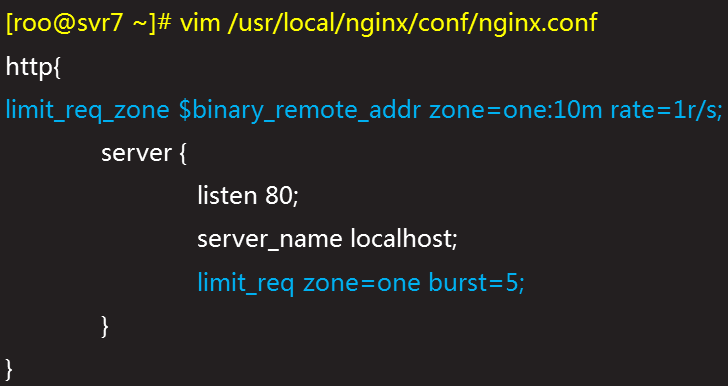 [roo@svr7 ~]# vim /usr/local/nginx/conf/nginx.conf
http{
limit_req_zone $binary_remote_addr zone=one:10m rate=1r/s;
server {
listen 80;
server_name localhost;
limit_req zone=one burst=5;
}
}